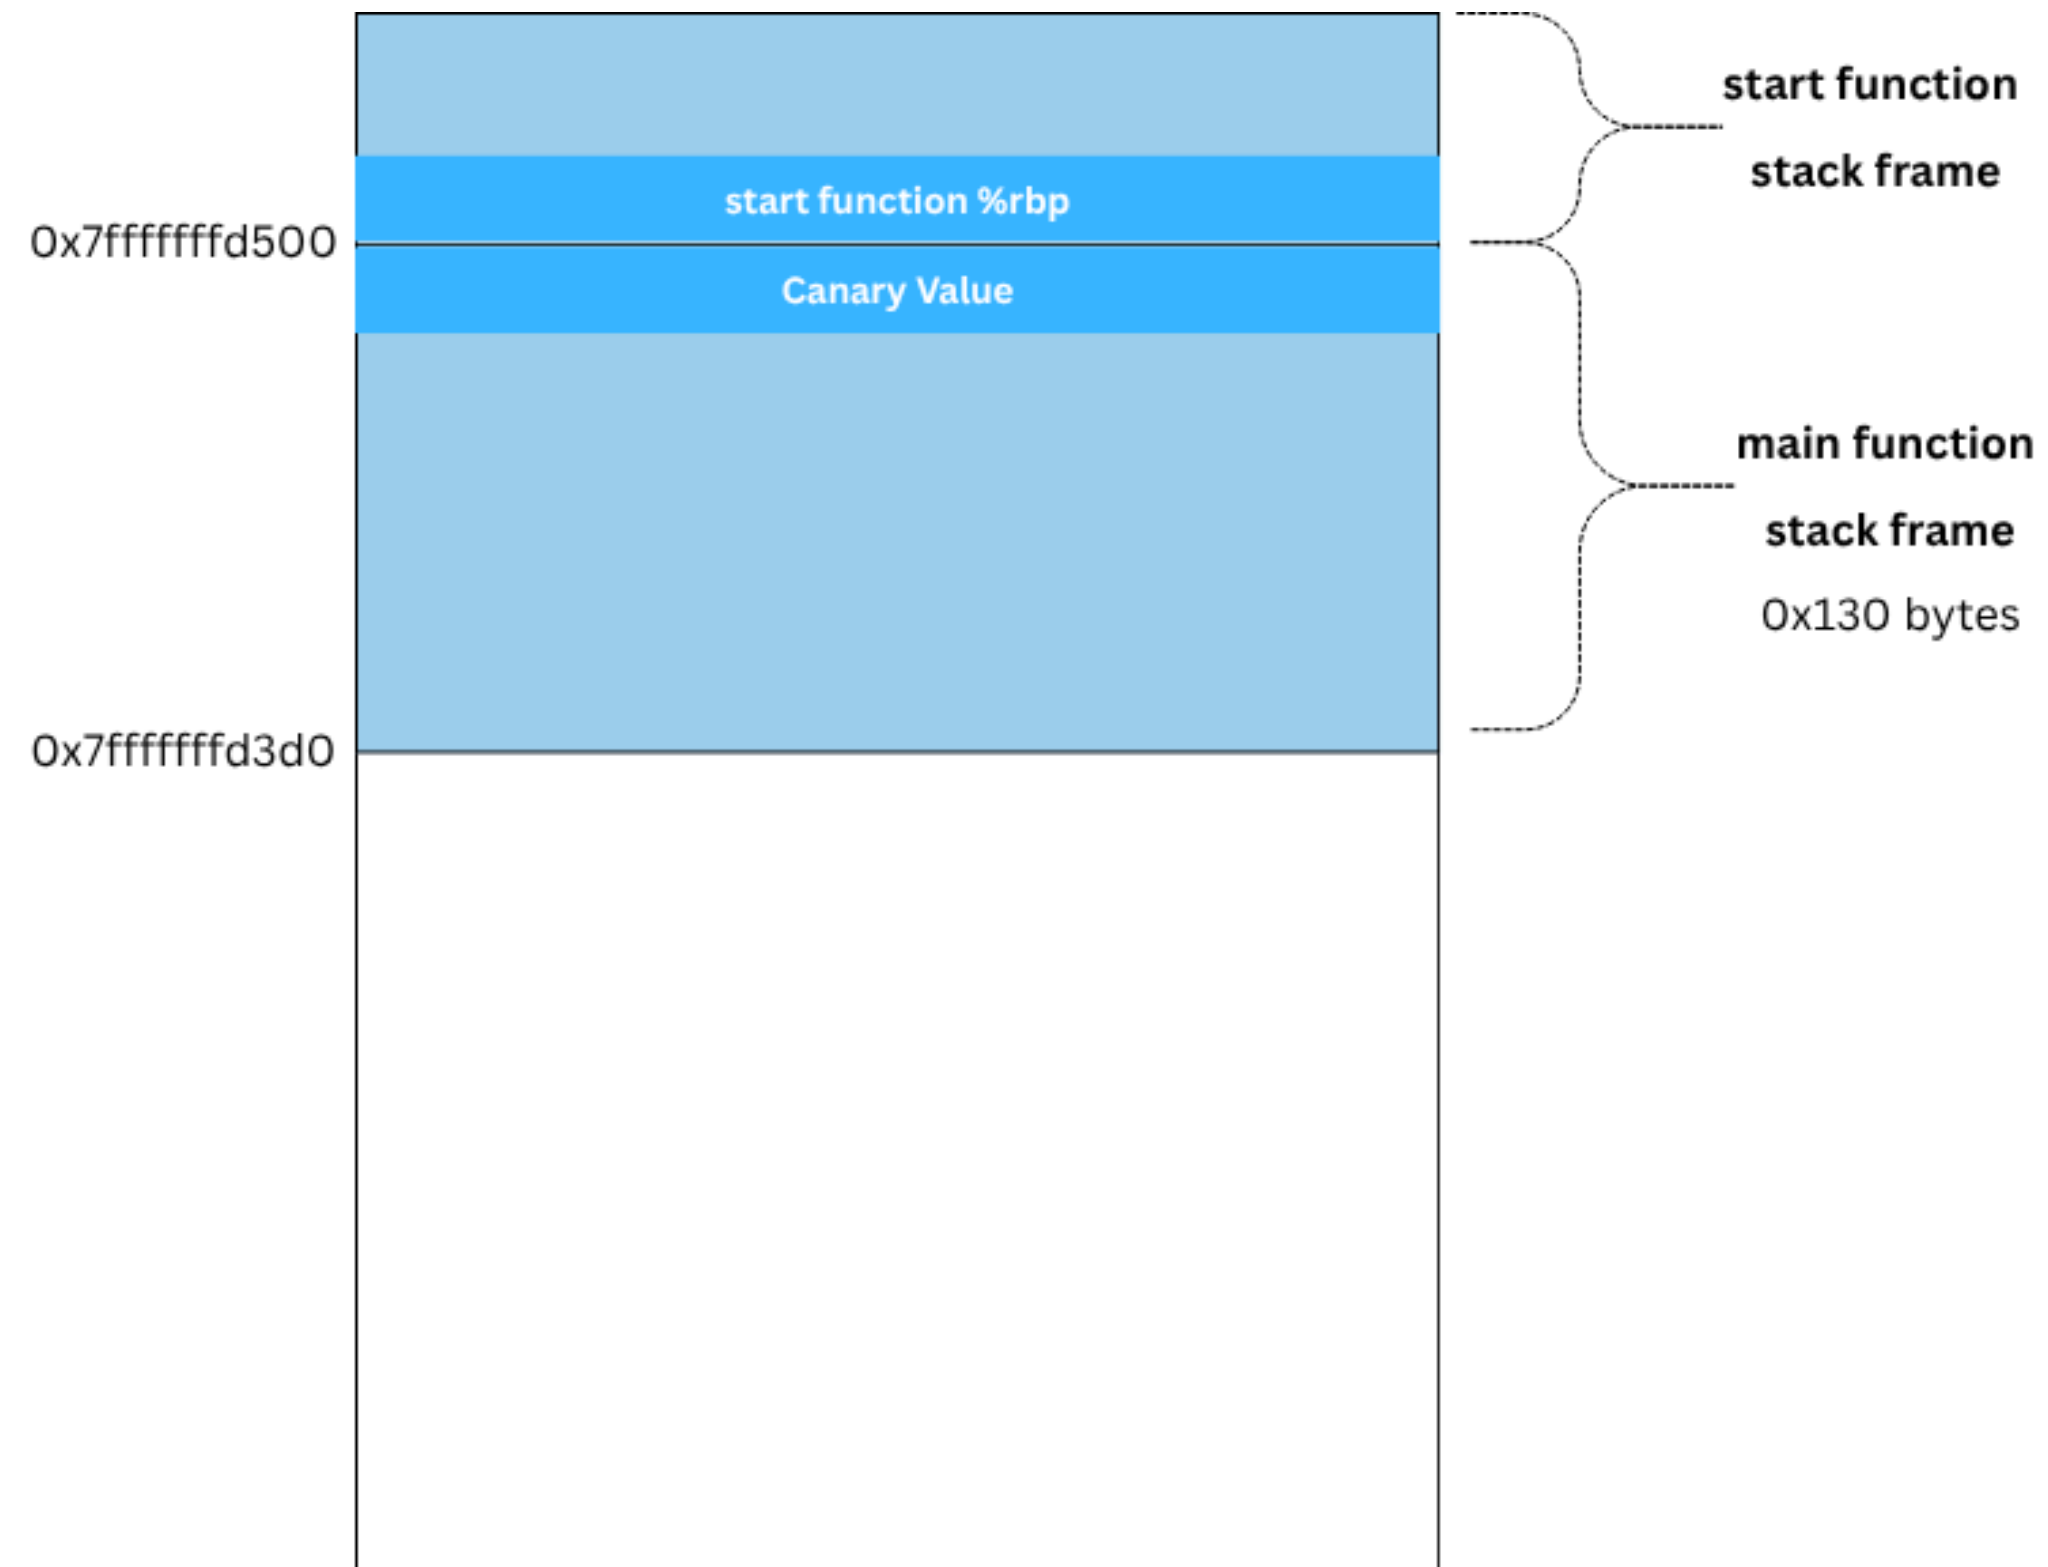 start function
stack frame
start function %rbp
0x7fffffffd500
Canary Value
main function
stack frame
0x130 bytes
0x7fffffffd3d0